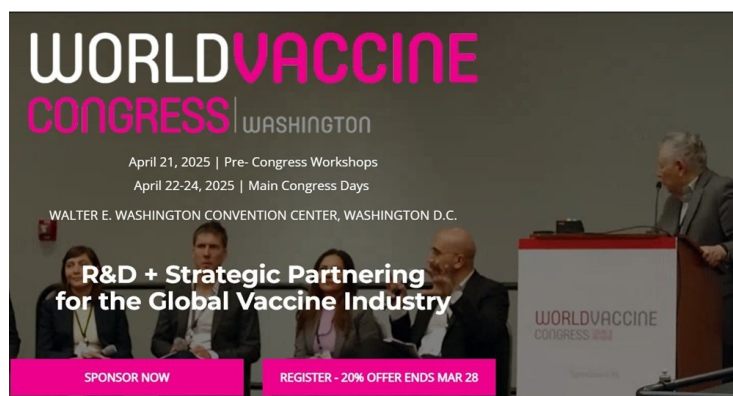 WORLDVACCINE
CONGRESS WASHINGTON
April 21, 2025 | Pre- Congress Workshops
April 22-24, 2025 | Main Congress Days
WALTER E. WASHINGTON CONVENTION CENTER, WASHINGTON D.C.
R&D + Strategic Partnering
for the Global Vaccine Industry
WORLDVACCINE
CONGRESS
SPONSOR NOW
REGISTER - 20% OFFER ENDS MAR 28